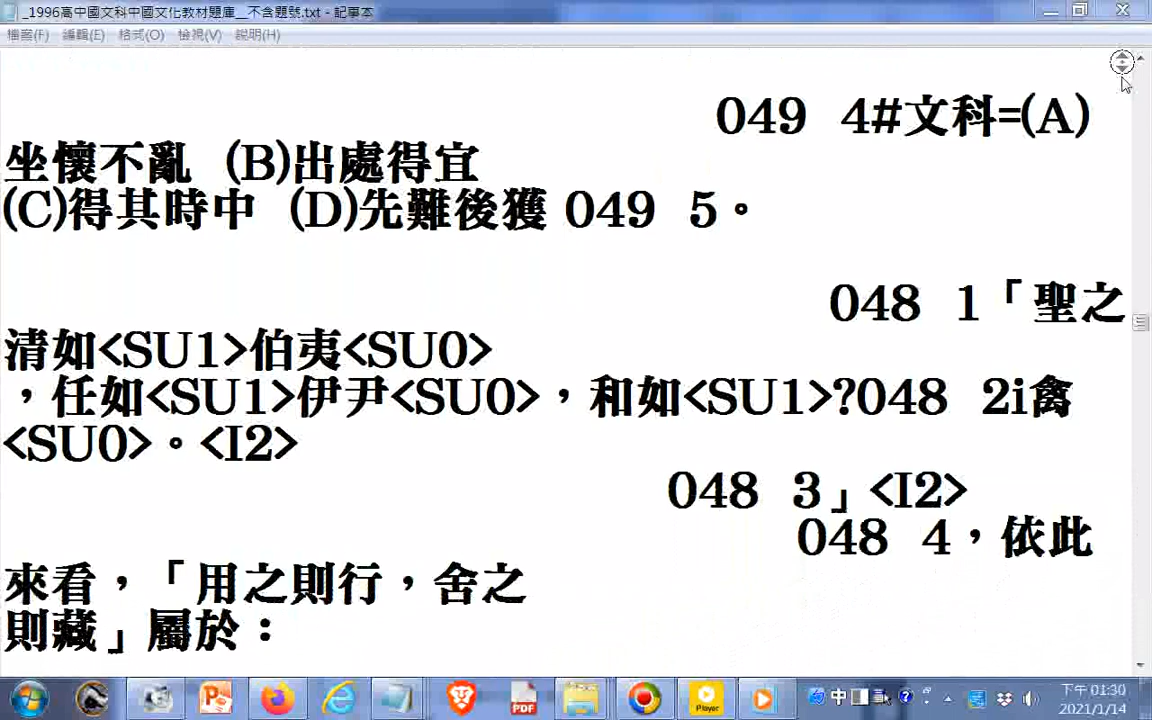 _1996高中國文科中國文化教材題庫__不含題號.txt - 記事本
檔案(F) 編輯(E) 格式(O) 檢視(V) 說明(H)
049 4#文科=(A)
坐懷不亂 (B)出處得宜
(C)得其時中 (D)先難後獲 049 5。
048 1「聖之
清如<SU1>伯夷<SU0>
,任如<SU1>伊尹<SU0>,和如<SU1>?048 2i禽
<SU0>。<I2>
048 3」<I2>
048 4,依此
來看,「用之則行,舍之
則藏」屬於:
PDF
Player
中
下午 01:30
2021/1/14